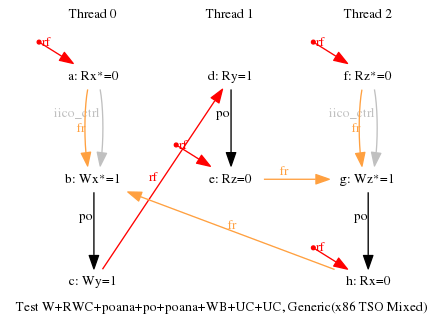 Thread 0 Thread 1 Thread 2
rf rf
a: Rx*=0 d: Ry=1 f: Rz*=0
iico_ctrl po iico_ctrl
fr fr
rf
rf fr
b: Wx*=1 e: Rz=0 g: Wz*=1
po fr po
rf
c: Wy=1 h: Rx=0
Test W+RWC+poana+po+poana+WB+UC+UC, Generic(x86 TSO Mixed)